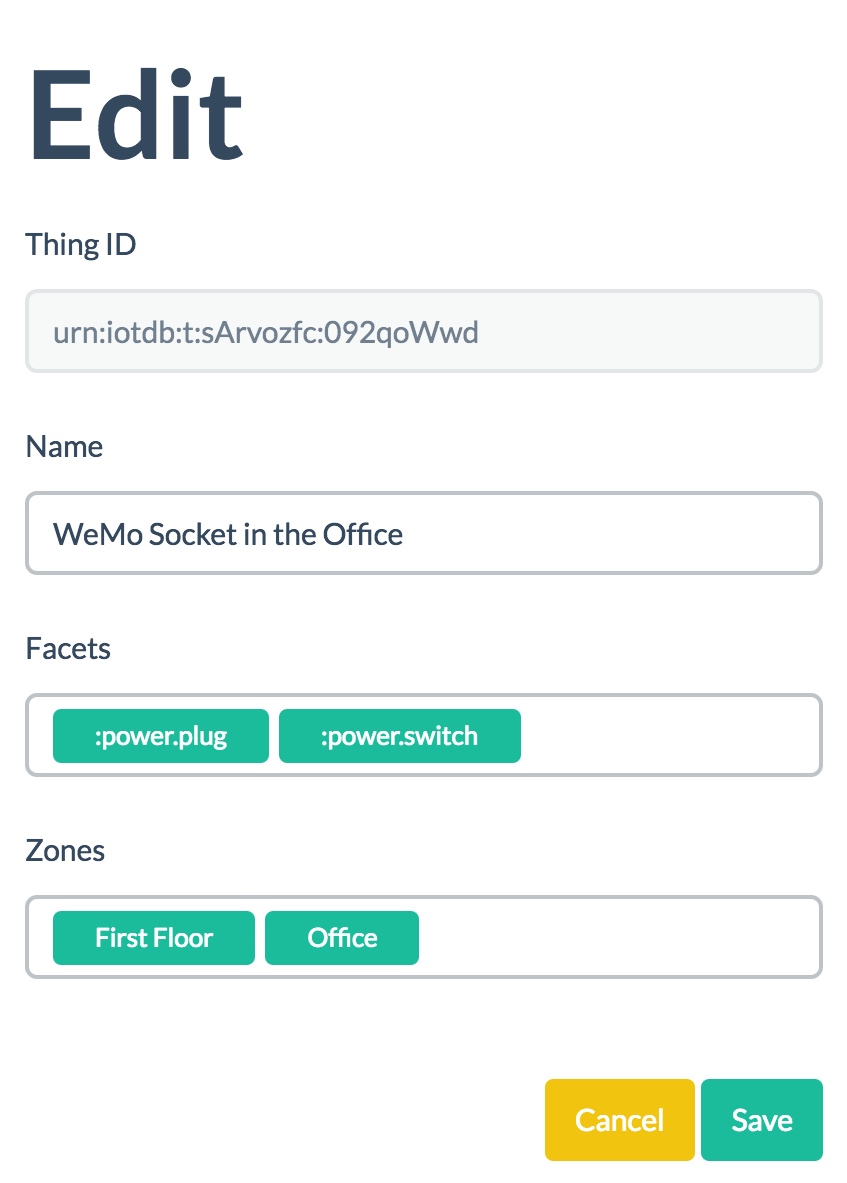 Edit
Thing ID
urn:iotdb:t:sArvozfc:092qoWwd
Name
WeMo Socket in the Office
Facets
:power.plug :power.switch
Zones
First Floor Office
Cancel Save